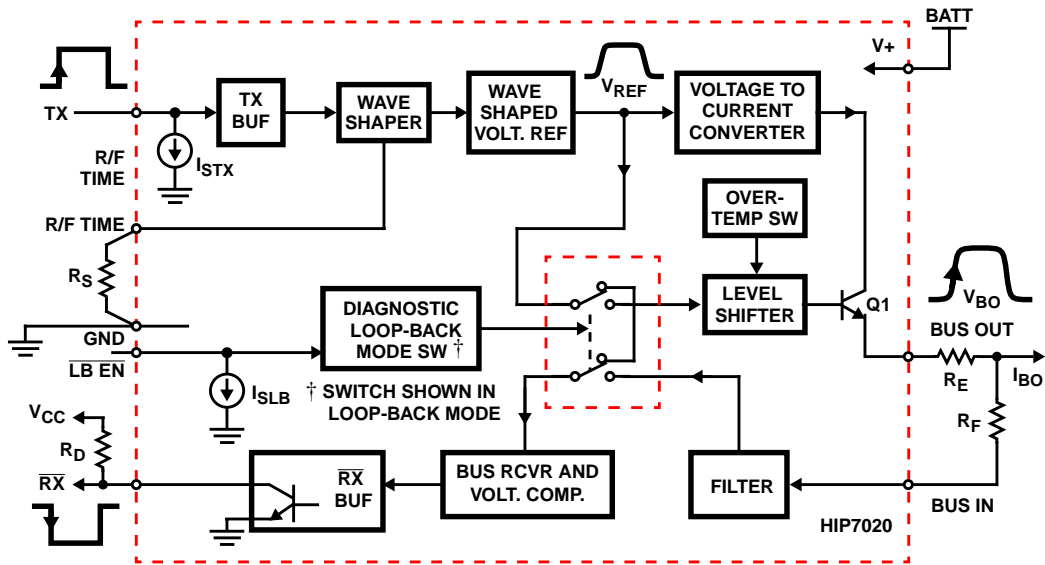 BATT
V+
TX
TX
BUF
WAVE
SHAPER
WAVE
SHAPED
VOLT. REF
VREF
VOLTAGE TO
CURRENT
CONVERTER
ISTX
R/F
TIME
R/F TIME
RS
OVER-
TEMP SW
LEVEL
SHIFTER
Q1
VBO
BUS OUT
RE
IBO
RF
GND
LB EN
DIAGNOSTIC
LOOP-BACK
MODE SW †
ISLB
† SWITCH SHOWN IN
LOOP-BACK MODE
VCC
RD
RX
RX
BUF
BUS RCVR AND
VOLT. COMP.
FILTER
BUS IN
HIP7020